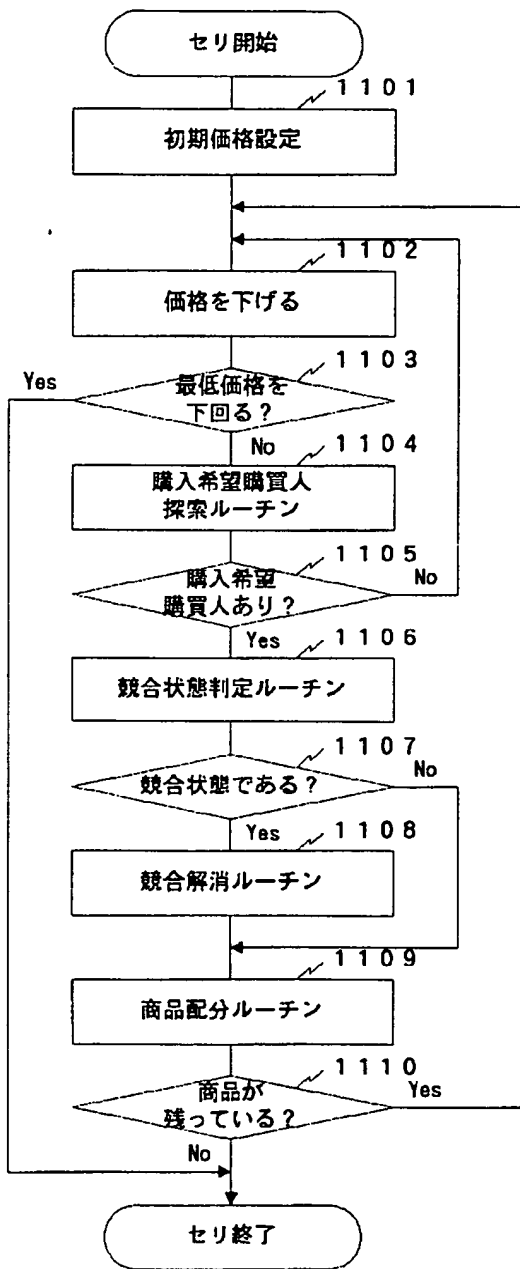 セリ開始
1101
初期価格設定
1102
価格を下げる
1103
Yes
最低価格を
下回る?
No
1104
購入希望購買人
探索ルーチン
1105
購入希望
購買人あり?
No
Yes
1106
競合状態判定ルーチン
1107
競合状態である?
No
Yes
1108
競合解消ルーチン
1109
商品配分ルーチン
1110
商品が
残っている?
Yes
No
セリ終了